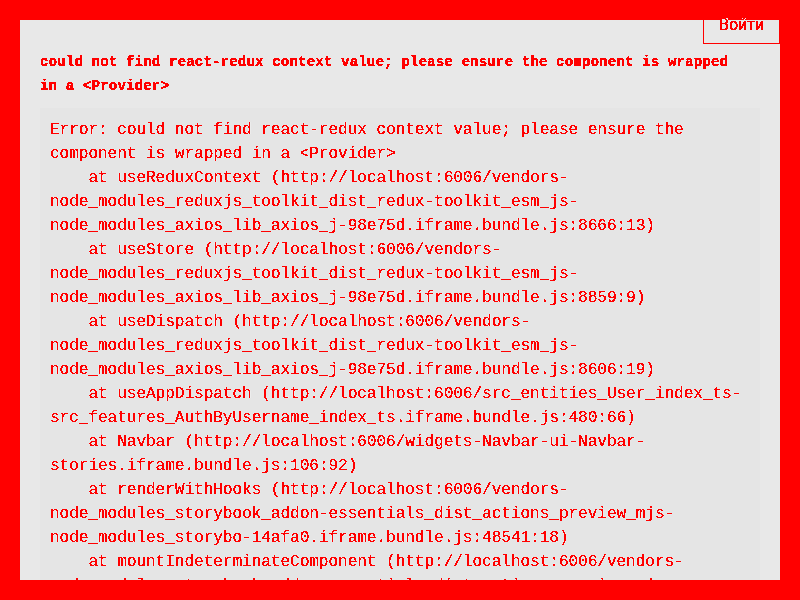 Войти
could not find react-redux context value; please ensure the component is wrapped
in a <Provider>
Error: could not find react-redux context value; please ensure the
component is wrapped in a <Provider>
at useReduxContext (http://localhost:6006/vendors-
node_modules_reduxjs_toolkit_dist_redux-toolkit_esm_js-
node_modules_axios_lib_axios_j-98e75d.iframe.bundle.js:8666:13)
at useStore (http://localhost:6006/vendors-
node_modules_reduxjs_toolkit_dist_redux-toolkit_esm_js-
node_modules_axios_lib_axios_j-98e75d.iframe.bundle.js:8859:9)
at useDispatch (http://localhost:6006/vendors-
node_modules_reduxjs_toolkit_dist_redux-toolkit_esm_js-
node_modules_axios_lib_axios_j-98e75d.iframe.bundle.js:8606:19)
at useAppDispatch (http://localhost:6006/src_entities_User_index_ts-
src_features_AuthByUsername_index_ts.iframe.bundle.js:480:66)
at Navbar (http://localhost:6006/widgets-Navbar-ui-Navbar-
stories.iframe.bundle.js:106:92)
at renderWithHooks (http://localhost:6006/vendors-
node_modules_storybook_addon-essentials_dist_actions_preview_mjs-
node_modules_storybo-14afa0.iframe.bundle.js:48541:18)
at mountIndeterminateComponent (http://localhost:6006/vendors-